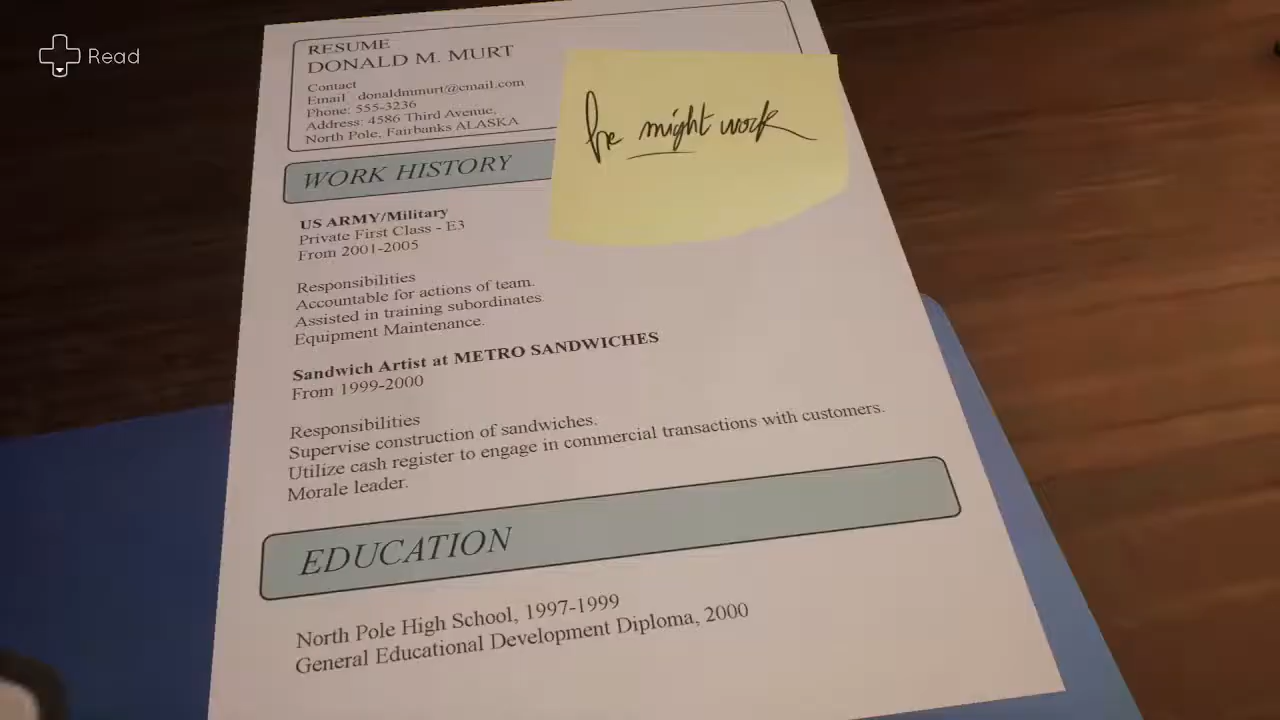 Read
RESUME
DONALD M. MURT
Contact
Email donaldmmurt@cmail.com
Phone: 555-3236
Address: 4586 Third Avenue,
North Pole, Fairbanks ALASKA
he might work
WORK HISTORY
US ARMY/Military
Private First Class - E3
From 2001-2005
Responsibilities
Accountable for actions of team.
Assisted in training subordinates.
Equipment Maintenance.
Sandwich Artist at METRO SANDWICHES
From 1999-2000
Responsibilities
Supervise construction of sandwiches.
Utilize cash register to engage in commercial transactions with customers.
Morale leader.
EDUCATION
North Pole High School, 1997-1999
General Educational Development Diploma, 2000